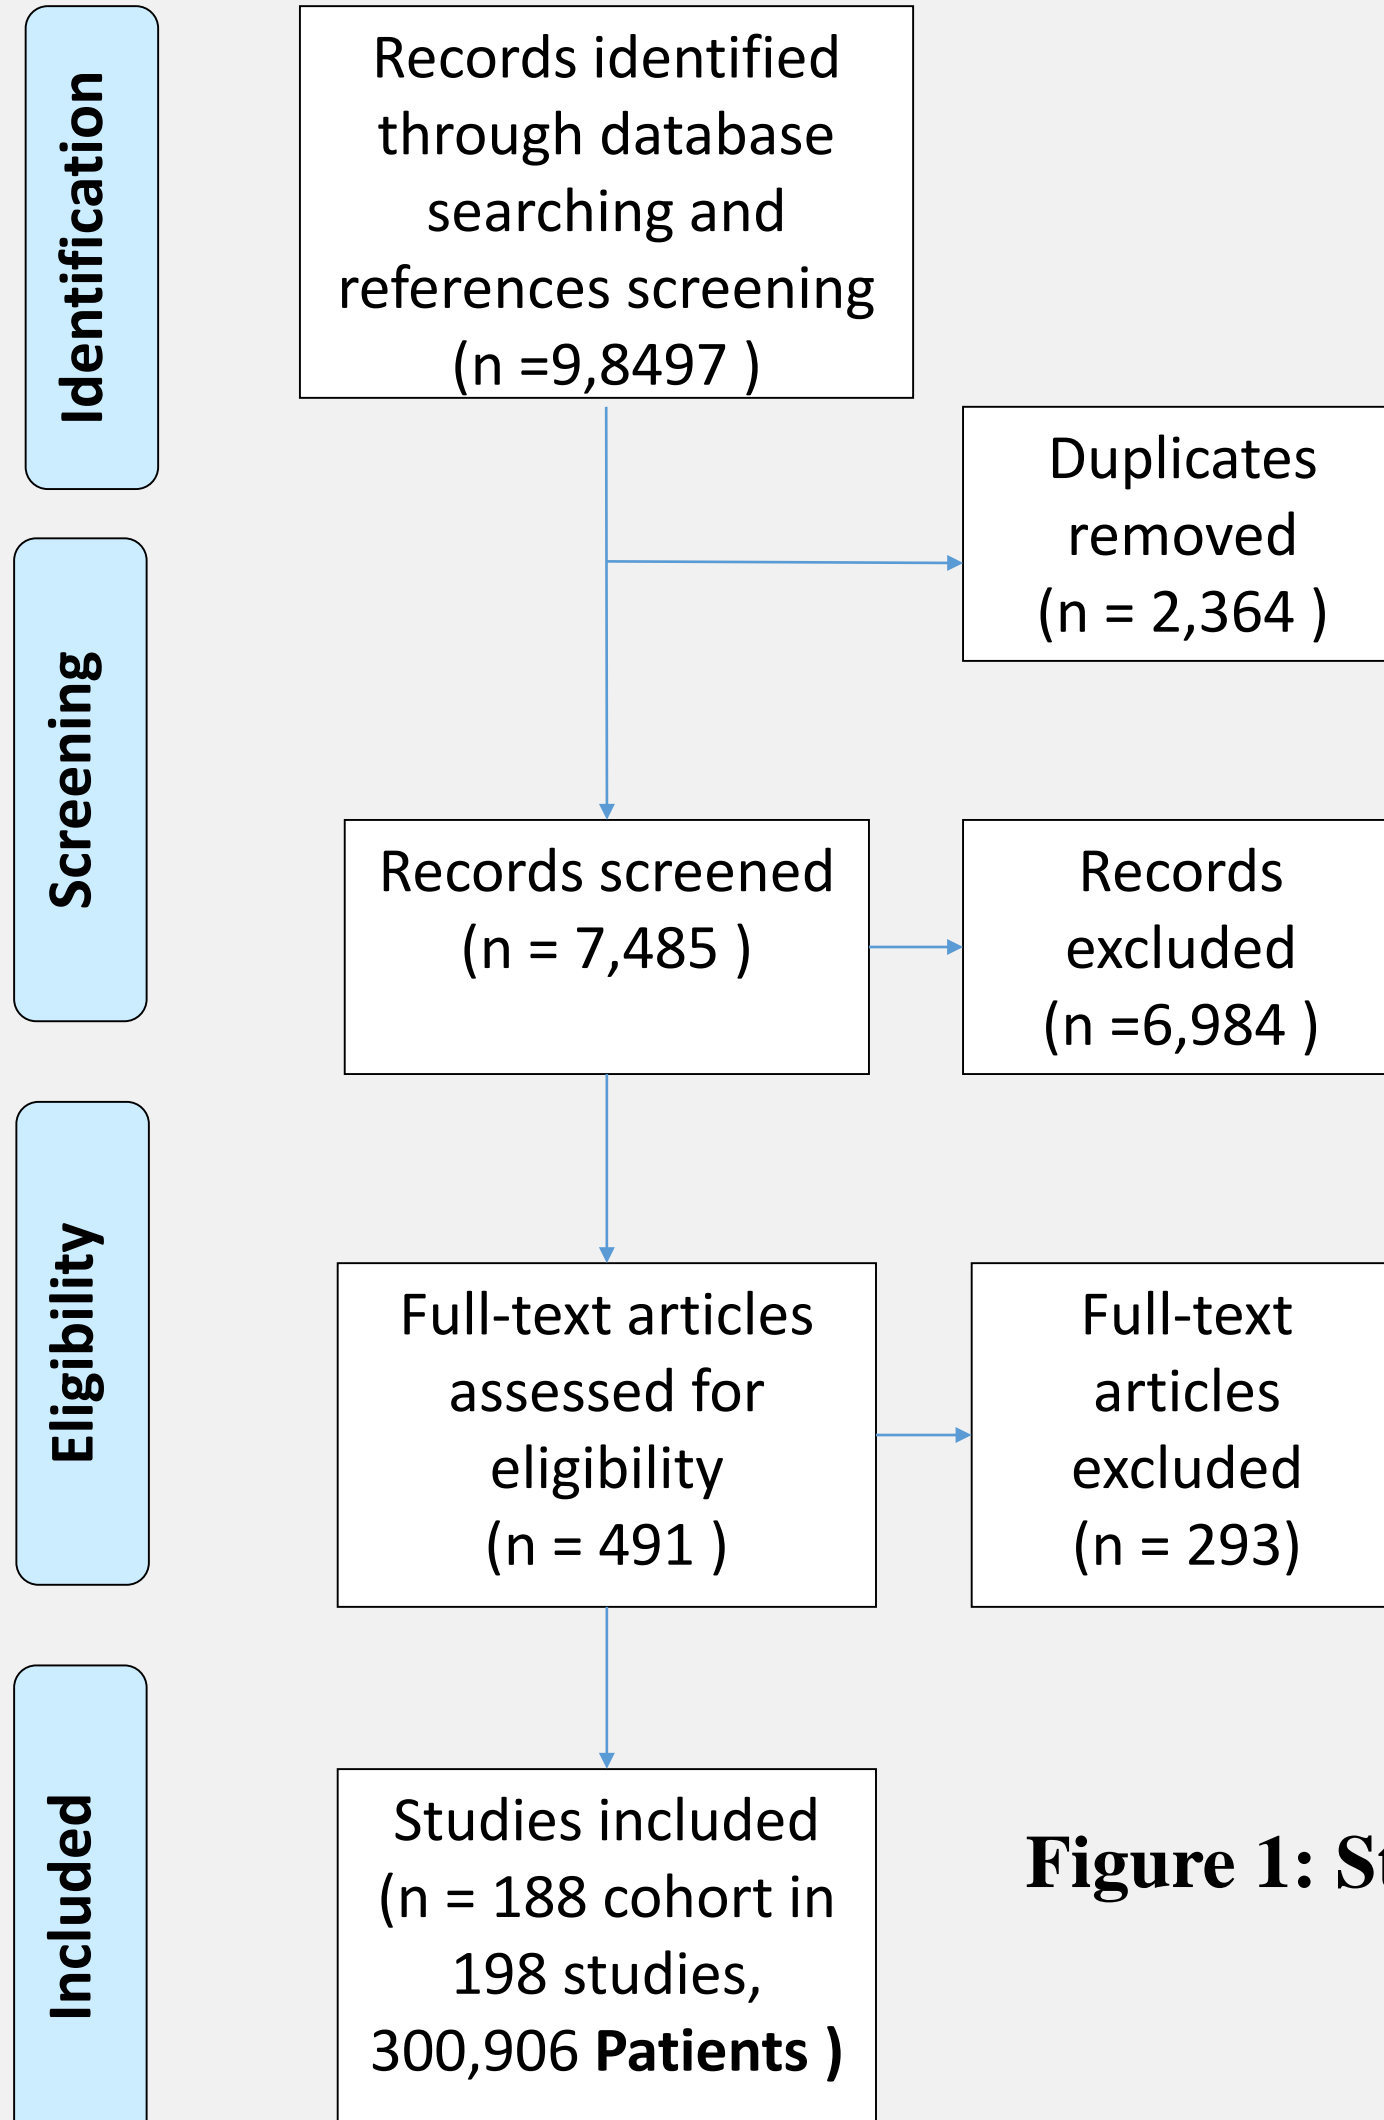 Identification
Records identified
through database
searching and
references screening
(n =9,8497 )
Duplicates
removed
(n = 2,364 )
Screening
Records screened
(n = 7,485 )
Records
excluded
(n =6,984 )
Eligibility
Full-text articles
assessed for
eligibility
(n = 491 )
Full-text
articles
excluded
(n = 293)
Included
Studies included
(n = 188 cohort in
198 studies,
300,906 Patients )
Figure 1: